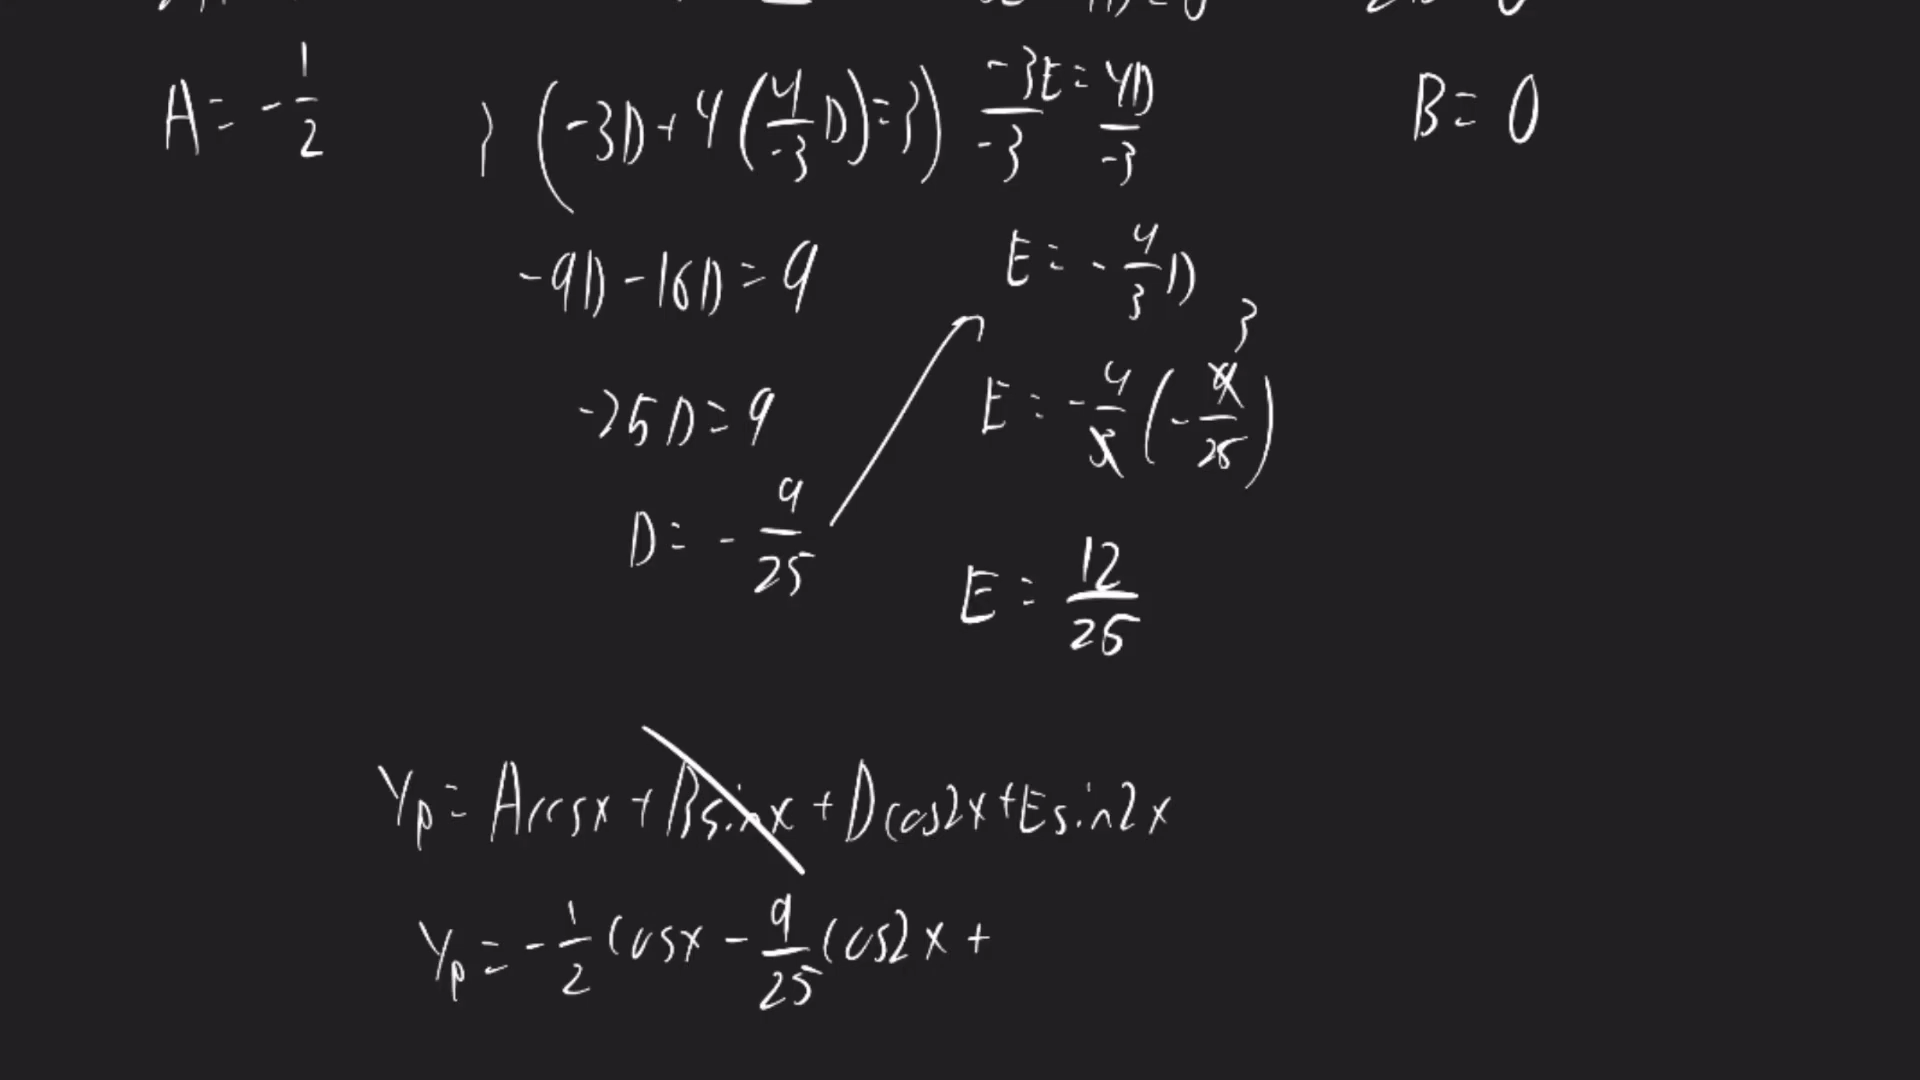 A = -1/2   3(-3D + 4(4/-3 D) = 3)   -3E/-3 = 4D/-3   B = 0
-9D - 16D = 9   E = -4/3 D
-25D = 9   E = -4/3 (-9/25) 3
D = -9/25   E = 12/25
Yp = Acosx + Bsinx + Dcos2x + Esin2x
Yp = -1/2 cosx - 9/25 cos2x +